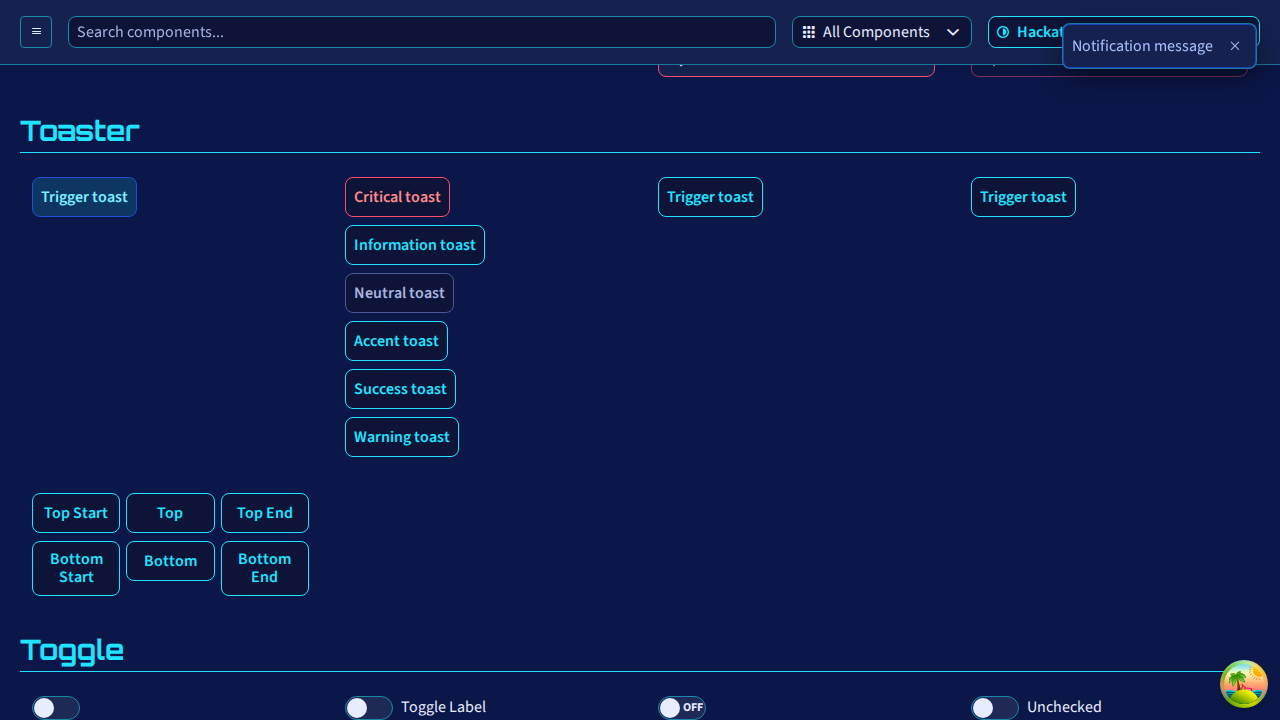 Search components...
All Components
Notification message
Toaster
Trigger toast
Critical toast
Trigger toast
Trigger toast
Information toast
Neutral toast
Accent toast
Success toast
Warning toast
Top Start
Top
Top End
Bottom
Start
Bottom
Bottom
End
Toggle
Toggle Label
OFF
Unchecked